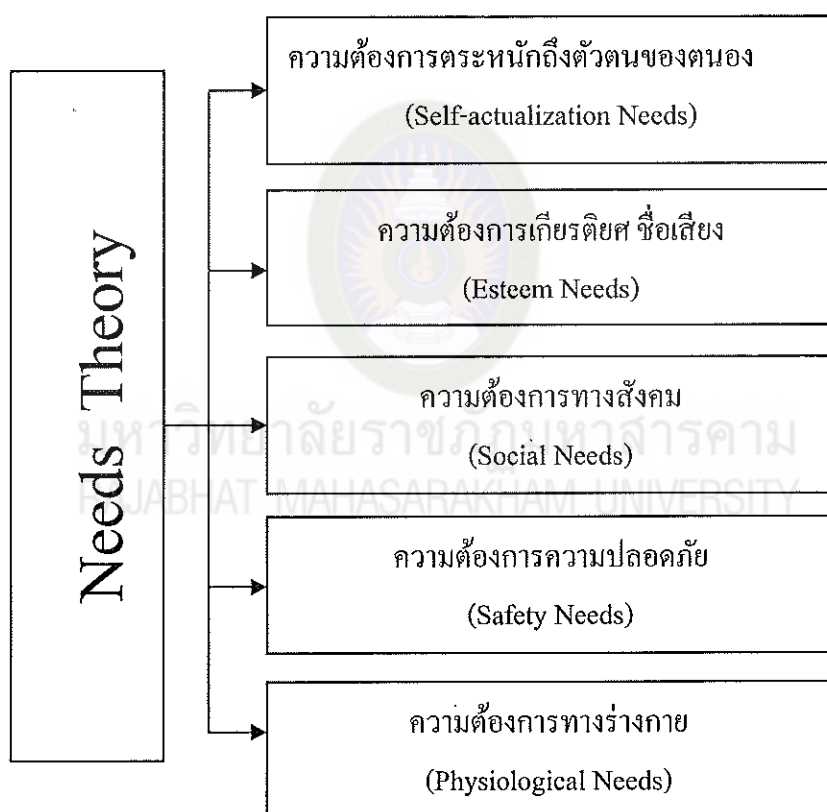 Needs Theory
ความต้องการตระหนักถึงตัวตนของตนอง
(Self-actualization Needs)
ความต้องการเกียรติยศ ชื่อเสียง
(Esteem Needs)
ความต้องการทางสังคม
(Social Needs)
มหาวิทยาลัยราชภัฏมหาสารคาม
RAJABHAT MAHASARAKHAM UNIVERSITY
ความต้องการความปลอดภัย
(Safety Needs)
ความต้องการทางร่างกาย
(Physiological Needs)